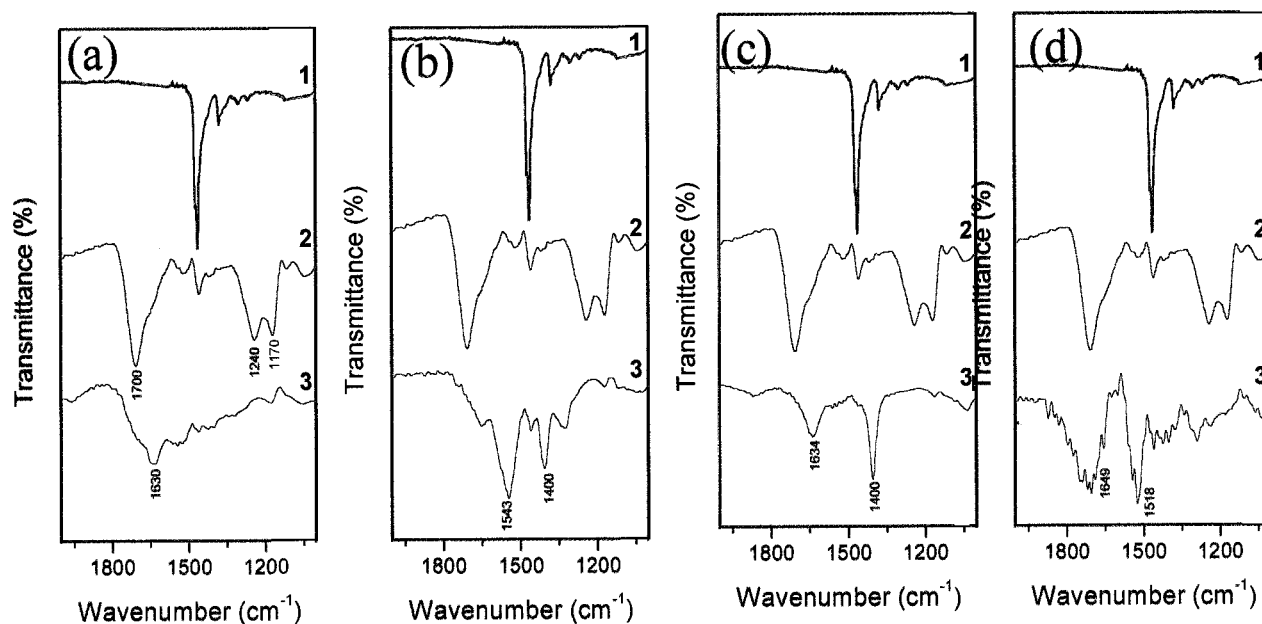 (a)
1
2
3
1700
1240
1170
1630
Transmittance (%)
1800 1500 1200
Wavenumber (cm-1)
(b)
1
2
3
1543
1400
Transmittance (%)
1800 1500 1200
Wavenumber (cm-1)
(c)
1
2
3
1634
1400
Transmittance (%)
1800 1500 1200
Wavenumber (cm-1)
(d)
1
2
3
1649
1518
Transmittance (%)
1800 1500 1200
Wavenumber (cm-1)